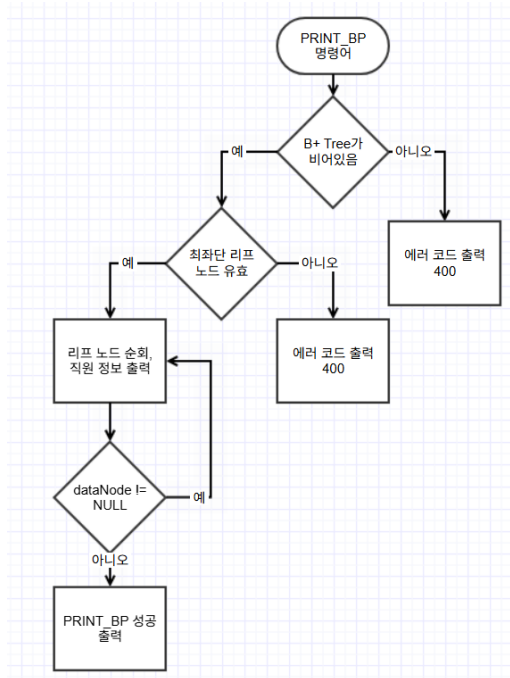 PRINT_BP
명령어
B+ Tree가
비어있음
예
아니오
최좌단 리프
노드 유효
에러 코드 출력
400
예
아니오
리프 노드 순회,
직원 정보 출력
에러 코드 출력
400
dataNode !=
NULL
예
아니오
PRINT_BP 성공
출력